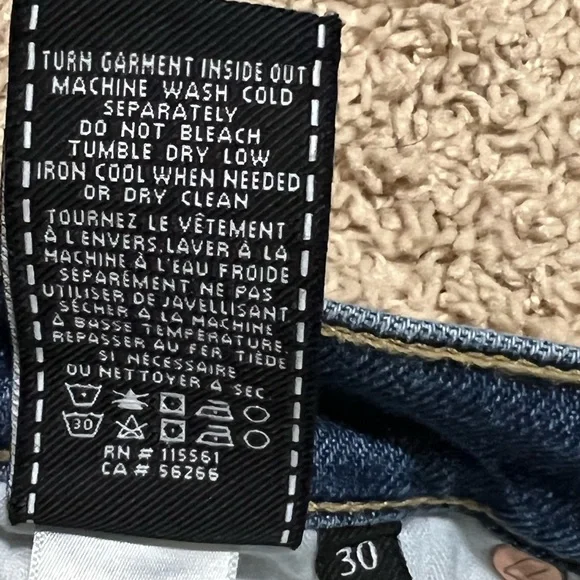 TURN GARMENT INSIDE OUT
MACHINE WASH COLD
SEPARATELY
DO NOT BLEACH
TUMBLE DRY LOW
IRON COOL WHEN NEEDED
OR DRY CLEAN
TOURNEZ LE VÊTEMENT
À L'ENVERS.LAVER À LA
MACHINE À L'EAU FROIDE
SÉPARÉMENT NE PAS
UTILISER DE JAVELLISANT
SÉCHER À LA MACHINE
À BASSE TEMPÉRATURE
REPASSER AU FER TIÈDE
SI NÉCESSAIRE
OU NETTOYER À SEC
30
RN # 115561
CA # 56266
30